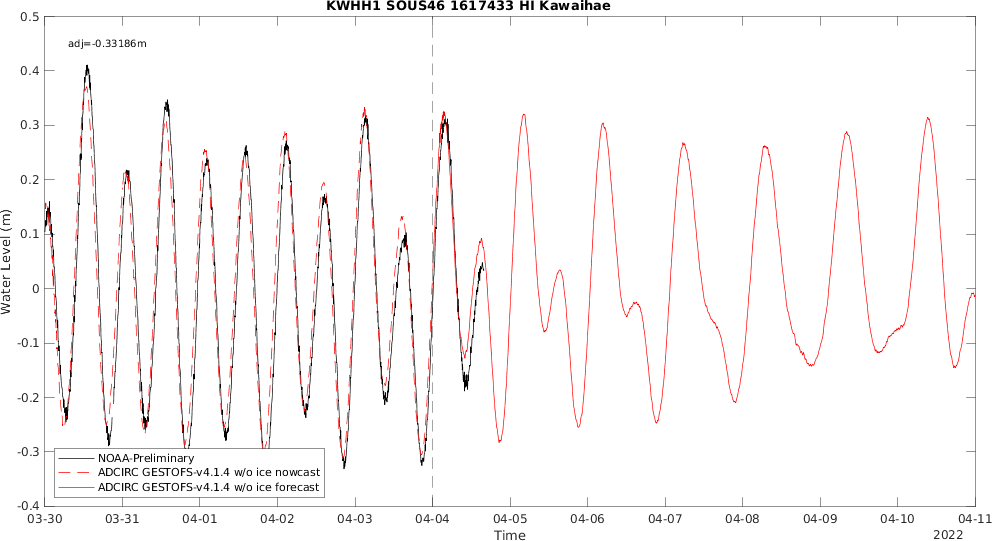 KWHH1 SOUS46 1617433 HI Kawaihae
adj=-0.33186m
0.5
0.4
0.3
0.2
0.1
0
-0.1
-0.2
-0.3
-0.4
Water Level (m)
NOAA-Preliminary
ADCIRC GESTOFS-v4.1.4 w/o ice nowcast
ADCIRC GESTOFS-v4.1.4 w/o ice forecast
03-30 03-31 04-01 04-02 04-03 04-04 04-05 04-06 04-07 04-08 04-09 04-10 04-11
Time
2022